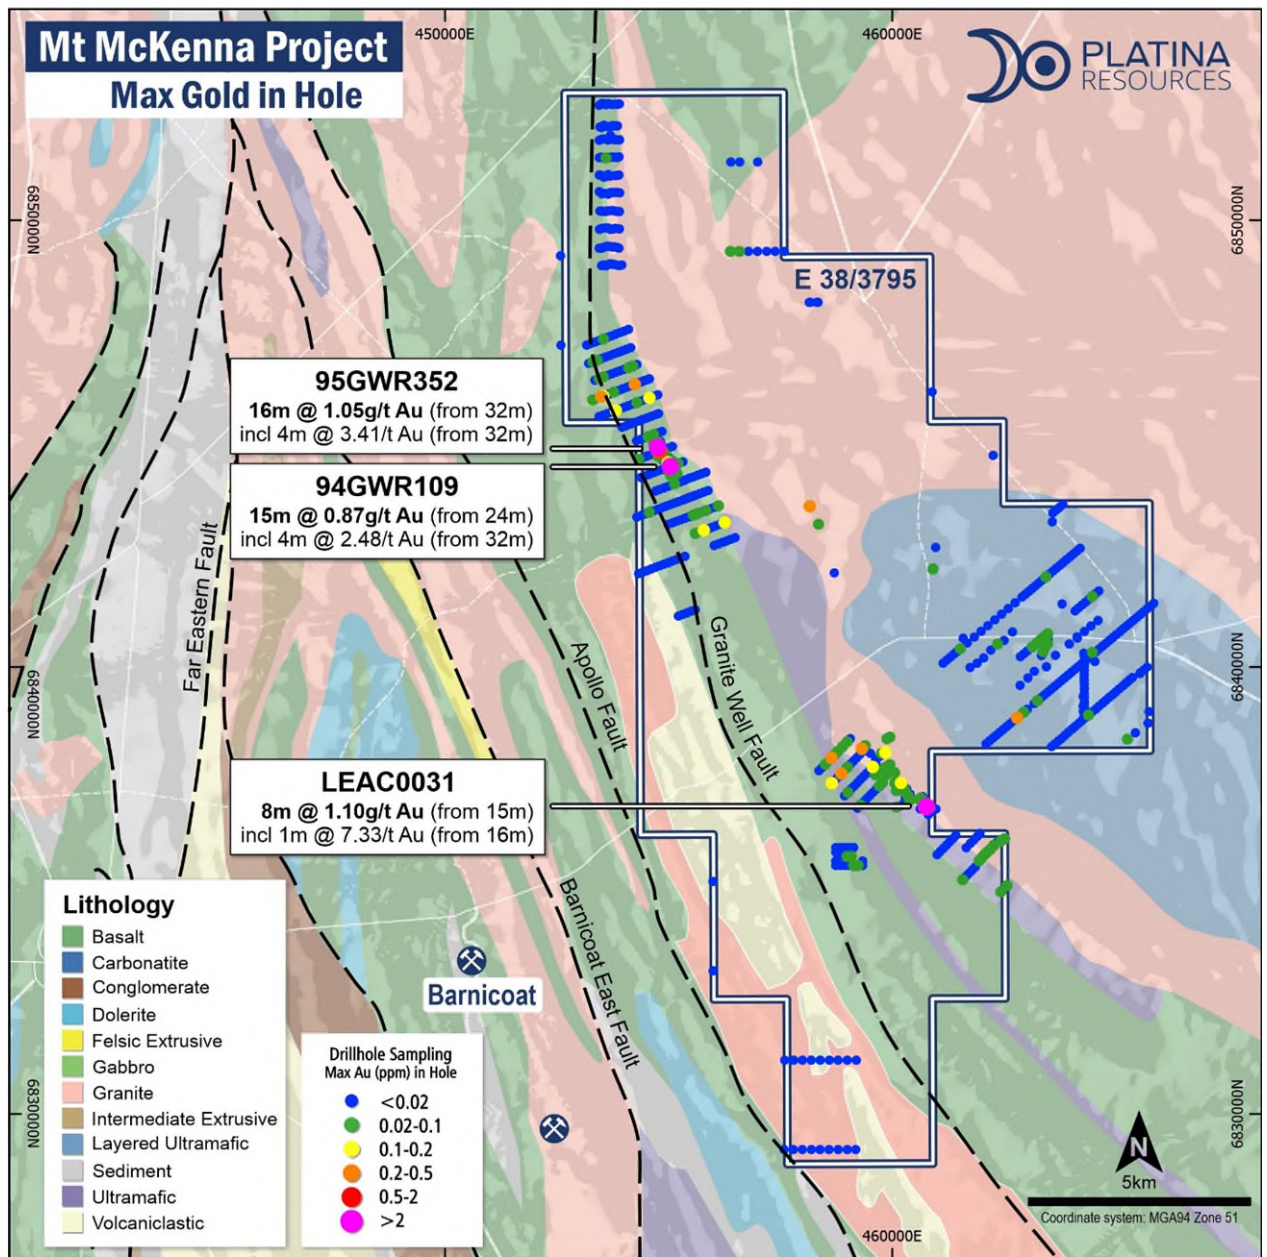 Mt McKenna Project
Max Gold in Hole
450000E
460000E
PLATINA
RESOURCES
6850000N
6850000N
E 38/3795
95GWR352
16m @ 1.05g/t Au (from 32m)
incl 4m @ 3.41/t Au (from 32m)
94GWR109
15m @ 0.87g/t Au (from 24m)
incl 4m @ 2.48/t Au (from 32m)
Far Eastern Fault
Apollo Fault
Granite Well Fault
6840000N
6840000N
LEAC0031
8m @ 1.10g/t Au (from 15m)
incl 1m @ 7.33/t Au (from 16m)
Barnicoat East Fault
Barnicoat
Lithology
Basalt
Carbonatite
Conglomerate
Dolerite
Felsic Extrusive
Gabbro
Granite
Intermediate Extrusive
Layered Ultramafic
Sediment
Ultramafic
Volcaniclastic
Drillhole Sampling
Max Au (ppm) in Hole
<0.02
0.02-0.1
0.1-0.2
0.2-0.5
0.5-2
>2
6830000N
6830000N
N
5km
Coordinate system: MGA94 Zone 51
460000E